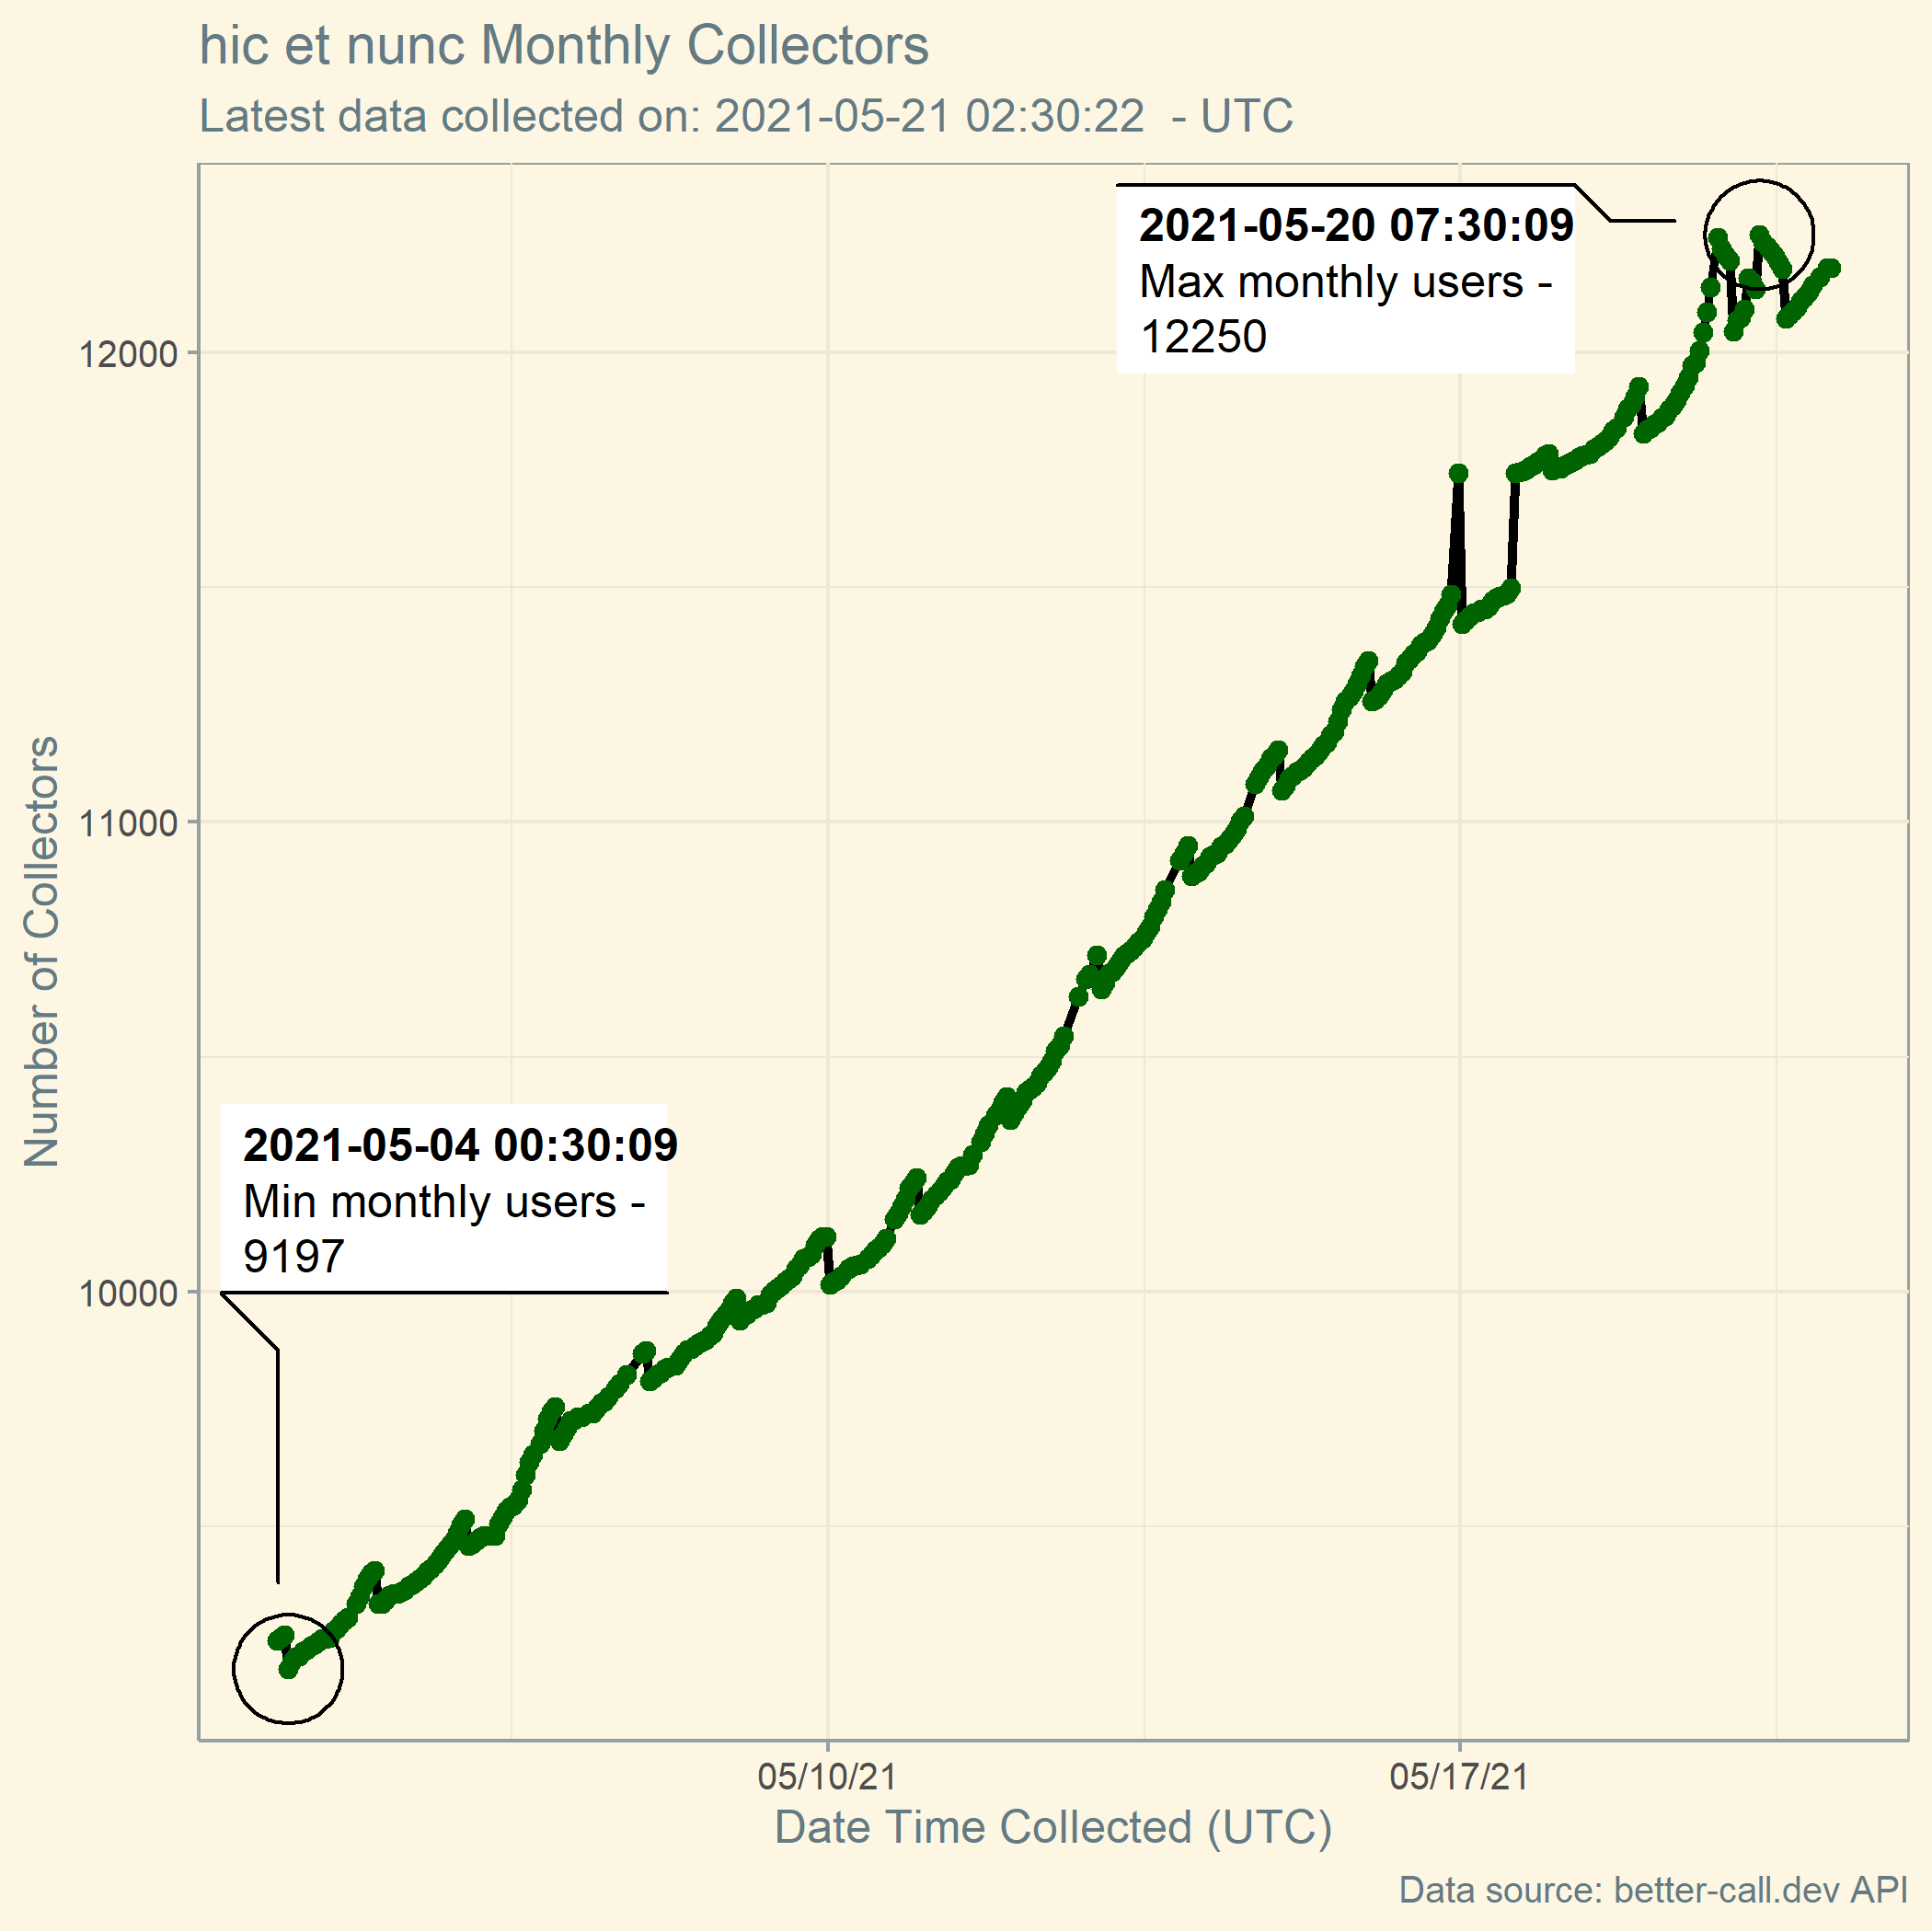 hic et nunc Monthly Collectors
Latest data collected on: 2021-05-21 02:30:22  - UTC
2021-05-20 07:30:09
Max monthly users -
12250
12000
11000
10000
Number of Collectors
2021-05-04 00:30:09
Min monthly users -
9197
05/10/21
05/17/21
Date Time Collected (UTC)
Data source: better-call.dev API